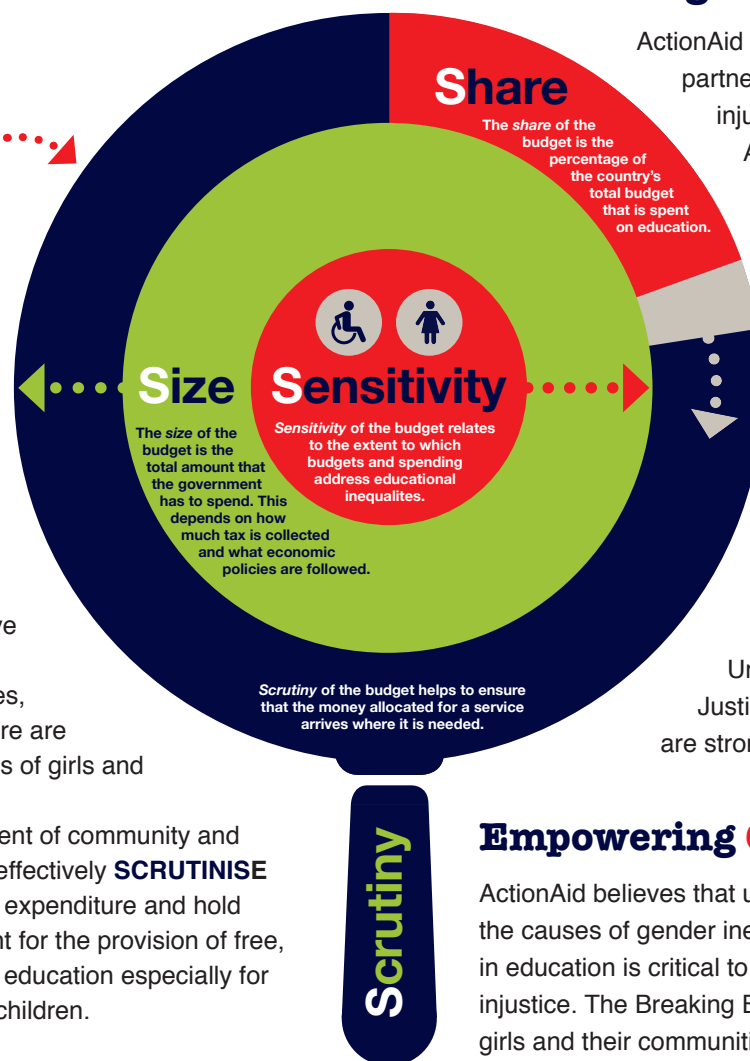 ActionAid
partne
inju
A
Share
The share of the
budget is the
percentage of
the country's
total budget
that is spent
on education.
Size
The size of the
budget is the
total amount that
the government
has to spend. This
depends on how
much tax is collected
and what economic
policies are followed.
Sensitivity
Sensitivity of the budget relates
to the extent to which
budgets and spending
address educational
inequalites.
Scrutiny of the budget helps to ensure
that the money allocated for a service
arrives where it is needed.
Scrutiny
ve
es,
re are
s of girls and
ent of community and
effectively SCRUTINISE
expenditure and hold
nt for the provision of free,
education especially for
children.
Justi
are stron
Empowering
ActionAid believes that u
the causes of gender ine
in education is critical to
injustice. The Breaking B
girls and their communiti